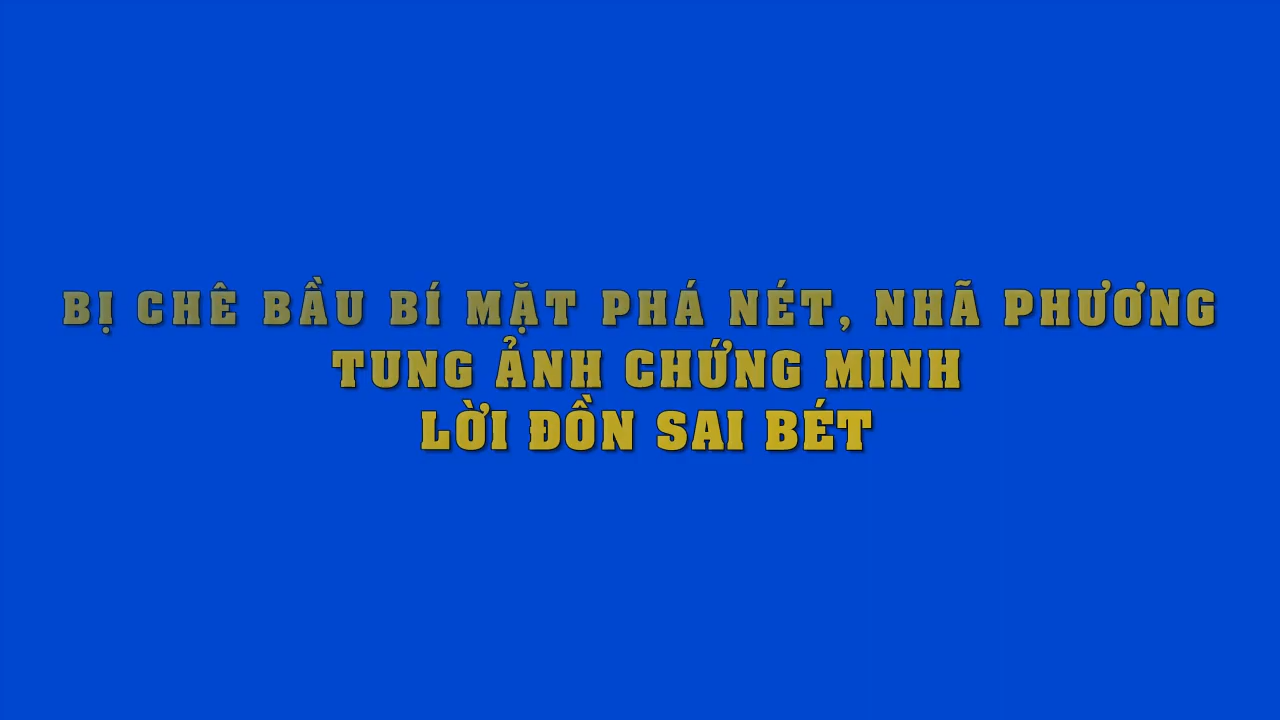 BỊ CHÊ BẦU BÍ MẶT PHÁ NÉT, NHÃ PHƯƠNG
TUNG ẢNH CHỨNG MINH
LỜI ĐỒN SAI BÉT